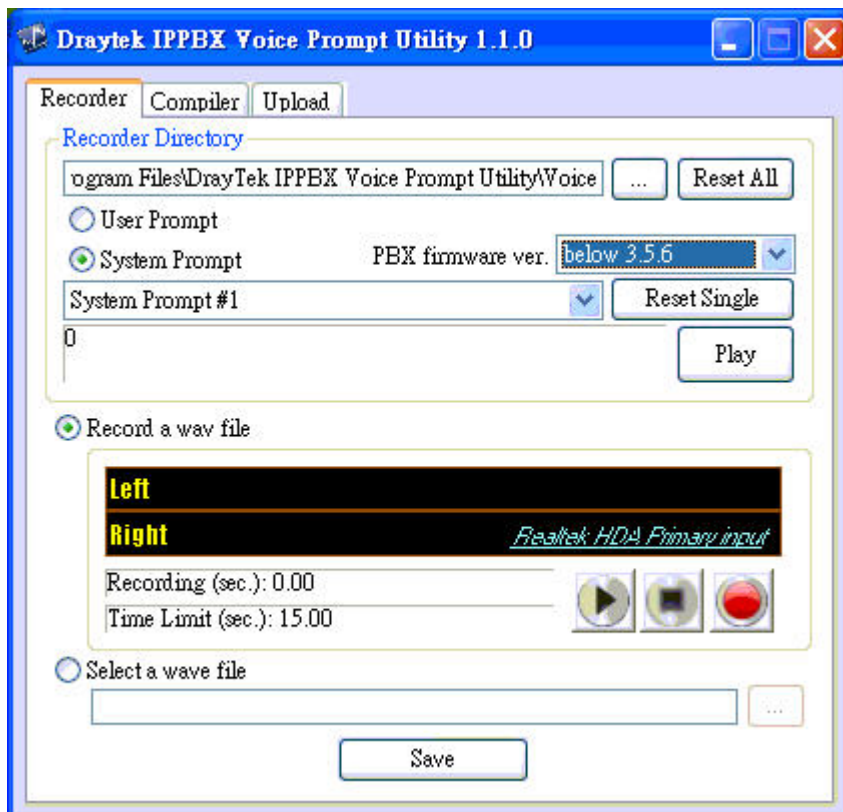 Draytek IPPBX Voice Prompt Utility 1.1.0
Recorder Compiler Upload
Recorder Directory
ogram Files\DrayTek IPPBX Voice Prompt Utility\Voice ... Reset All
User Prompt
System Prompt PBX firmware ver. below 3.5.6
System Prompt #1 Reset Single
0
Play
Record a wav file
Left
Right Realtek HDA Primary input
Recording (sec.): 0.00
Time Limit (sec.): 15.00
Select a wave file
...
Save